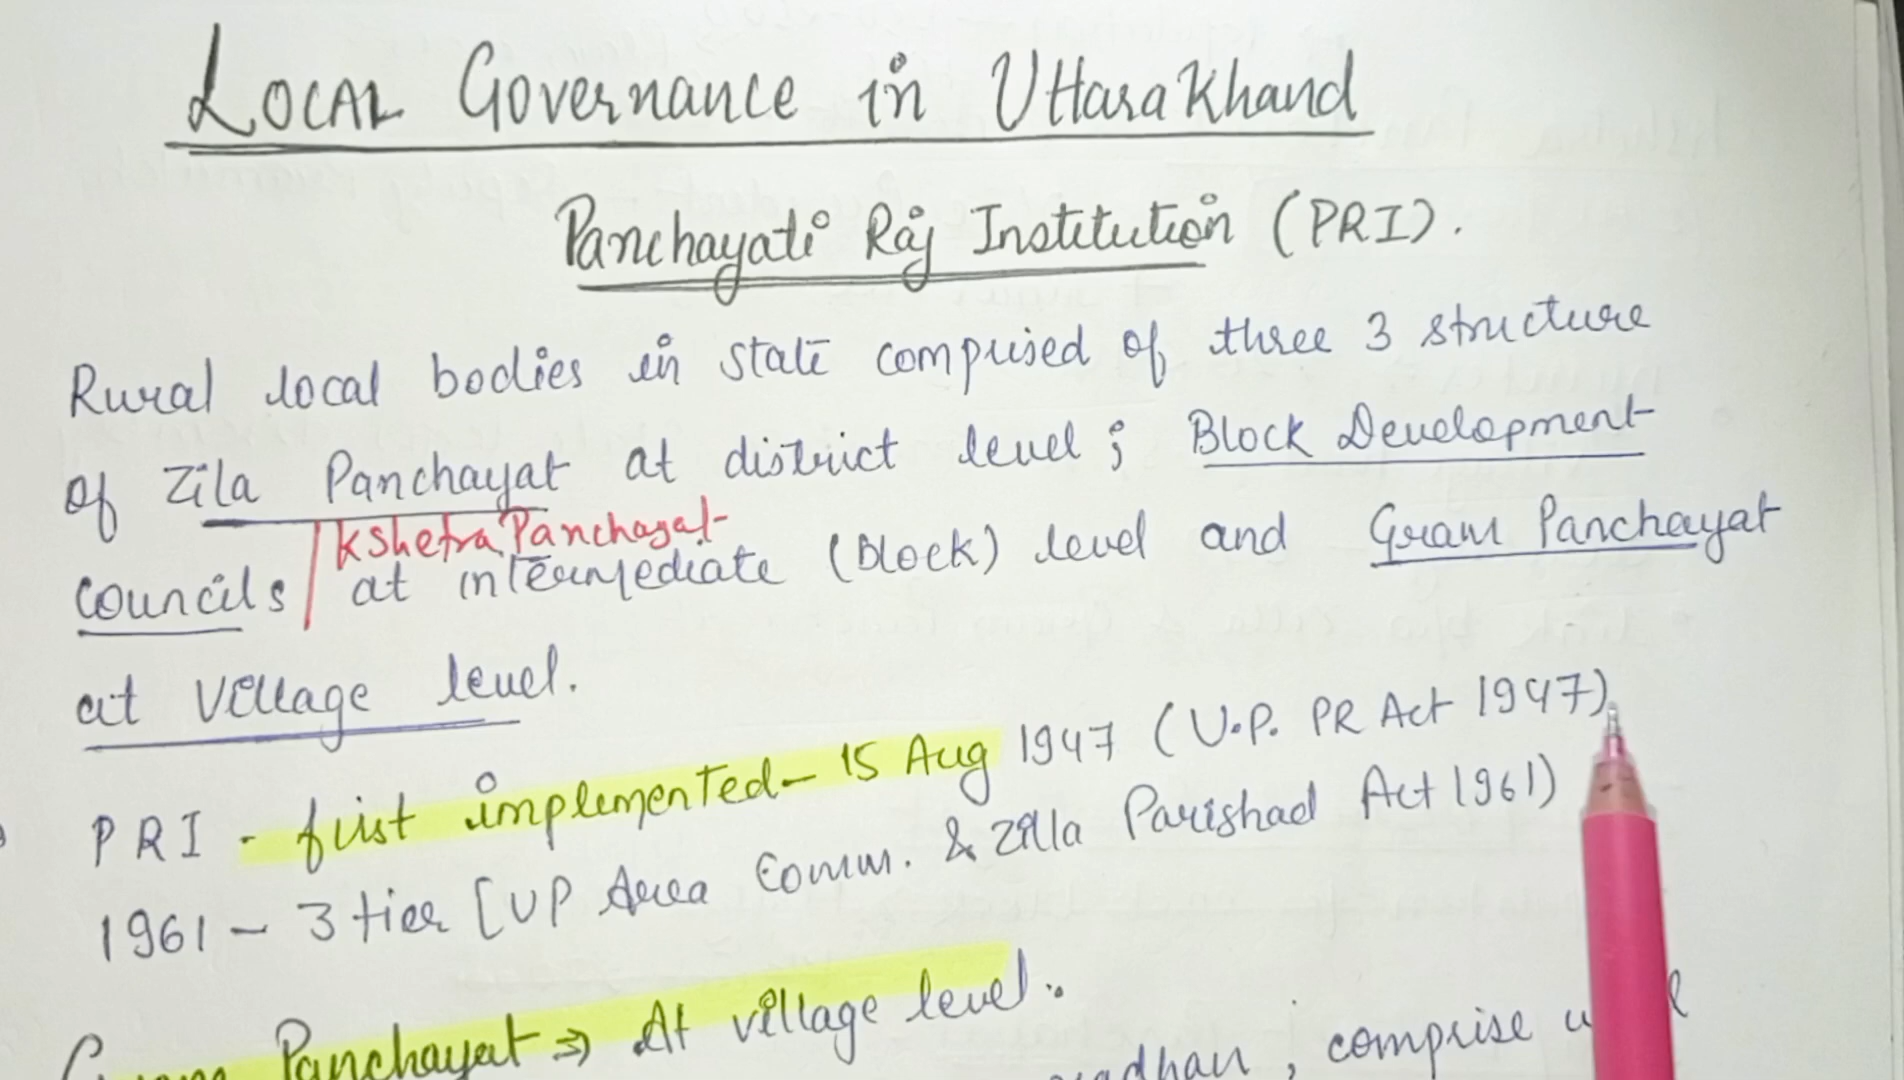 Local Governance in Uttarakhand
Panchayati Raj Institution (PRI).
Rural local bodies in state comprised of three 3 structure
of Zila Panchayat at district level; Block Development
Kshetra Panchayat
councils / at intermediate (Block) level and Gram Panchayat
at village level.
PRI - first implemented - 15 Aug 1947 (U.P. PR Act 1947)
1961 - 3 tier [UP Area Comm. & Zilla Parishad Act 1961)
Panchayat => At village level.
comprise